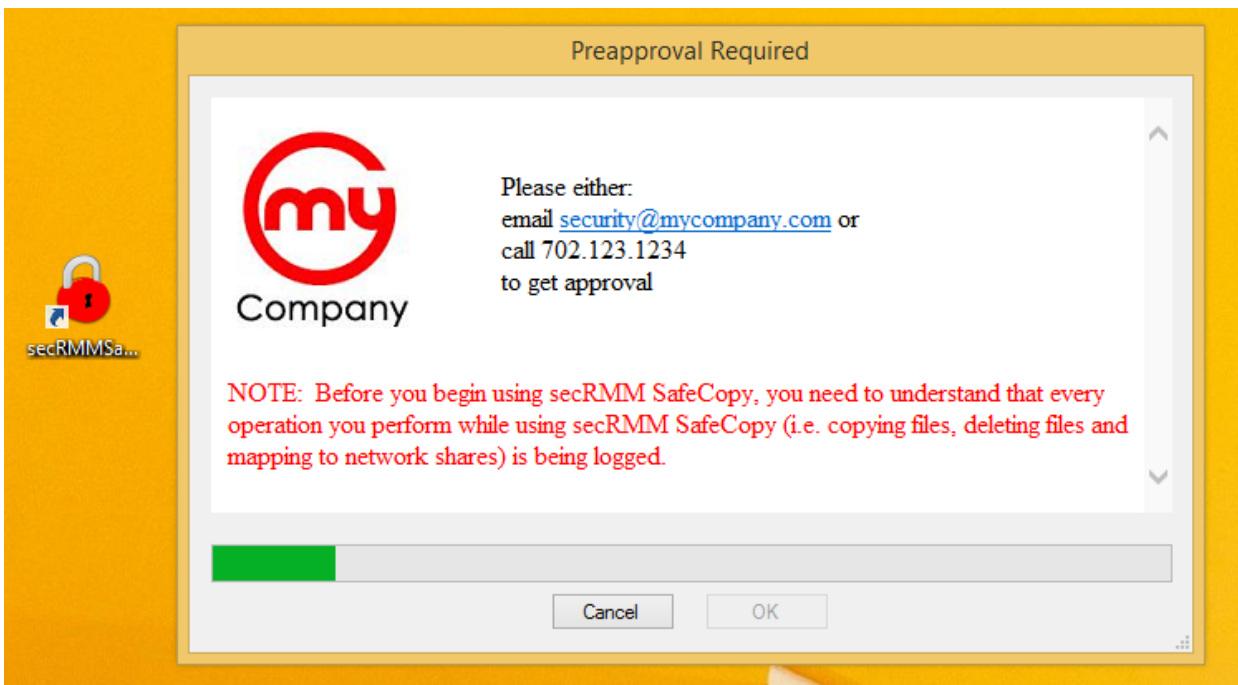 Preapproval Required
my
Company
Please either:
email security@mycompany.com or
call 702.123.1234
to get approval
secRMMSa...
NOTE:  Before you begin using secRMM SafeCopy, you need to understand that every
operation you perform while using secRMM SafeCopy (i.e. copying files, deleting files and
mapping to network shares) is being logged.
Cancel
OK